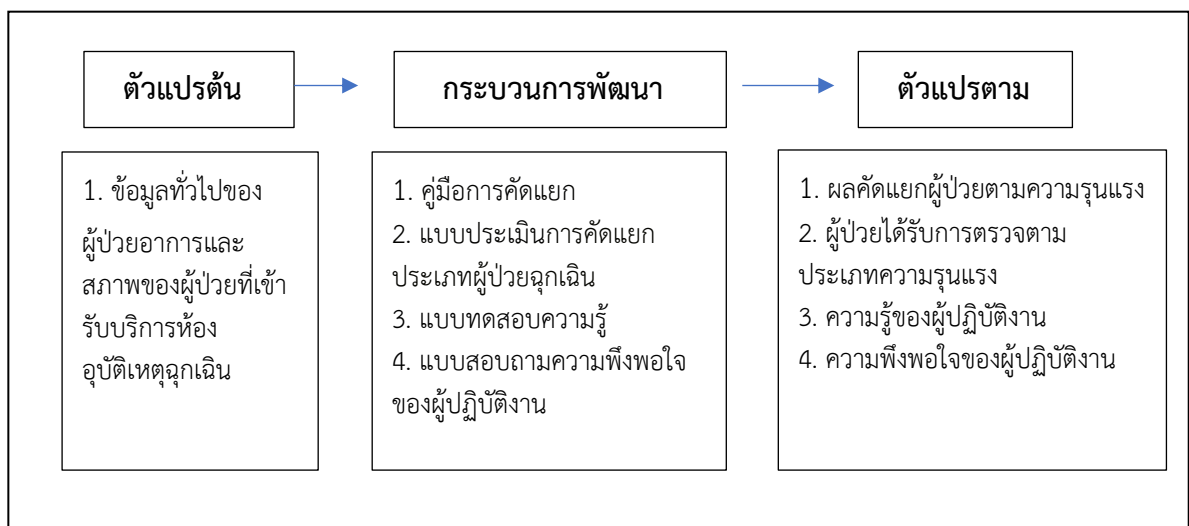 ตัวแปรต้น
กระบวนการพัฒนา
ตัวแปรตาม
1. ข้อมูลทั่วไปของ
ผู้ป่วยอาการและ
สภาพของผู้ป่วยที่เข้า
รับบริการห้อง
อุบัติเหตุฉุกเฉิน
1. คู่มือการคัดแยก
2. แบบประเมินการคัดแยก
ประเภทผู้ป่วยฉุกเฉิน
3. แบบทดสอบความรู้
4. แบบสอบถามความพึงพอใจ
ของผู้ปฏิบัติงาน
1. ผลคัดแยกผู้ป่วยตามความรุนแรง
2. ผู้ป่วยได้รับการตรวจตาม
ประเภทความรุนแรง
3. ความรู้ของผู้ปฏิบัติงาน
4. ความพึงพอใจของผู้ปฏิบัติงาน